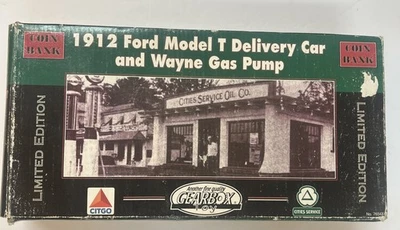 COIN
BANK
1912 Ford Model T Delivery Car
and Wayne Gas Pump
COIN
BANK
LIMITED EDITION
CITIES SERVICE OIL CO.
LIMITED EDITION
CITGO
Another fine quality
GEARBOX
TOY
CITIES SERVICE